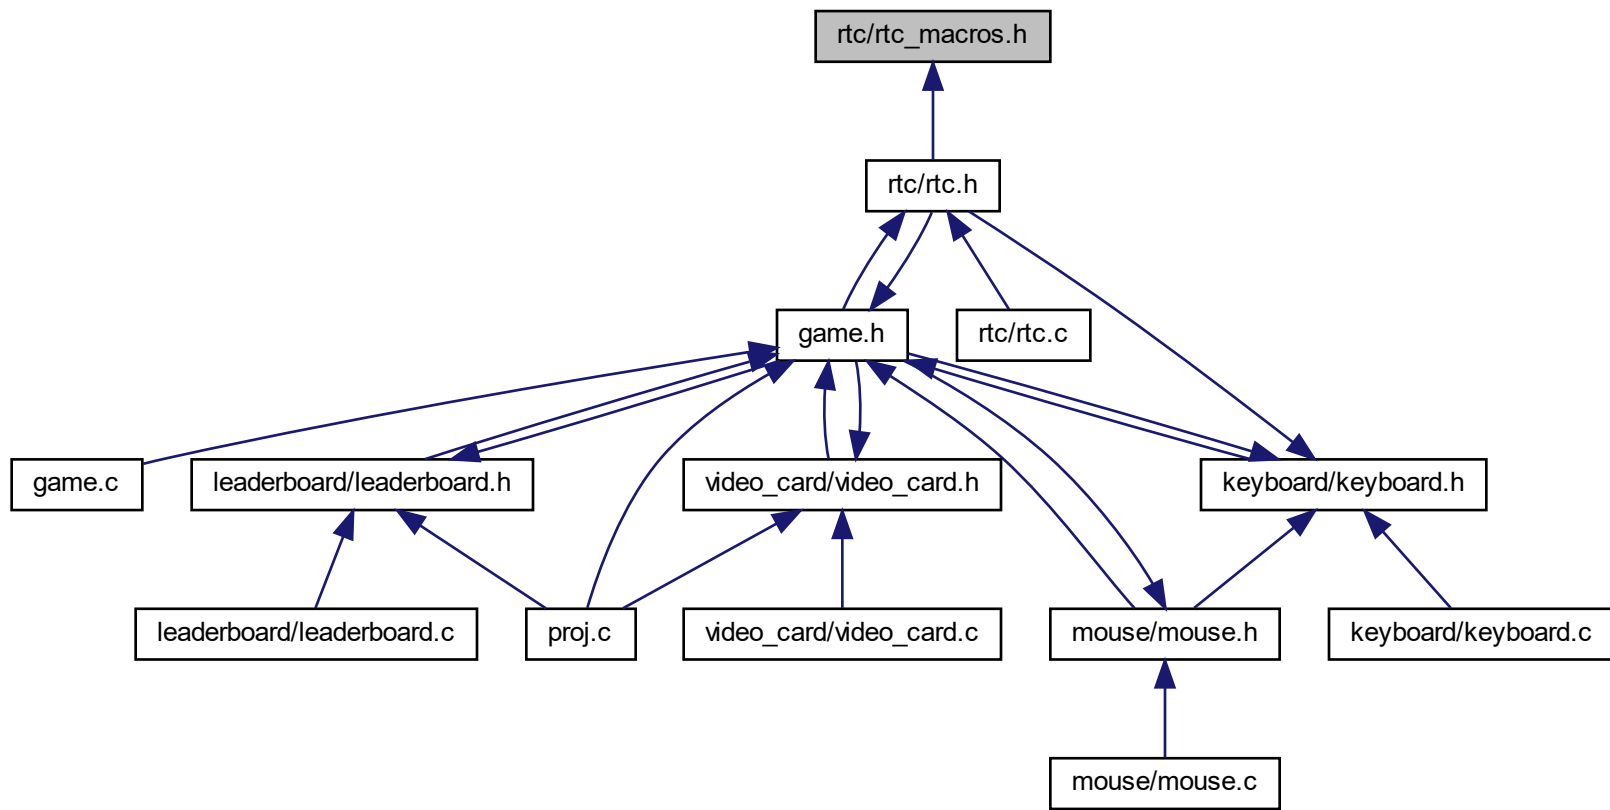 rtc/rtc_macros.h
rtc/rtc.h
game.h
rtc/rtc.c
game.c
leaderboard/leaderboard.h
video_card/video_card.h
keyboard/keyboard.h
leaderboard/leaderboard.c
proj.c
video_card/video_card.c
mouse/mouse.h
keyboard/keyboard.c
mouse/mouse.c